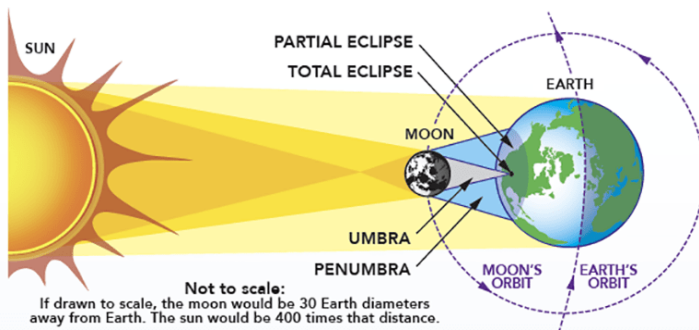 SUN
PARTIAL ECLIPSE
TOTAL ECLIPSE
EARTH
MOON
UMBRA
PENUMBRA
MOON'S
ORBIT
EARTH'S
ORBIT
Not to scale:
If drawn to scale, the moon would be 30 Earth diameters
away from Earth. The sun would be 400 times that distance.